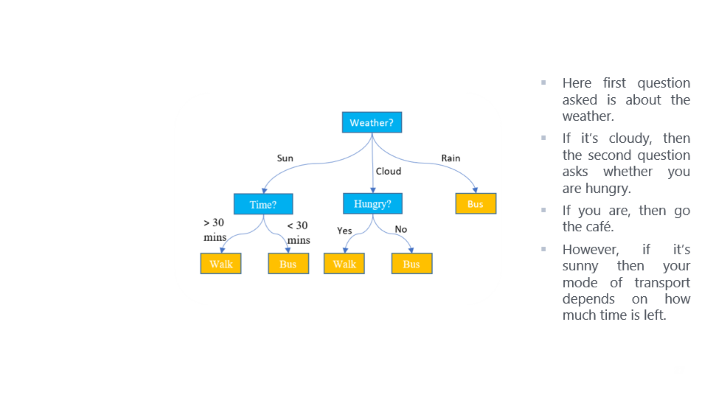 Weather?
Sun
Cloud
Rain
Time?
Hungry?
Bus
> 30
mins
< 30
mins
Yes
No
Walk
Bus
Walk
Bus
Here first question
asked is about the
weather.
If it's cloudy, then
the second question
asks whether you
are hungry.
If you are, then go
the café.
However, if it's
sunny then your
mode of transport
depends on how
much time is left.